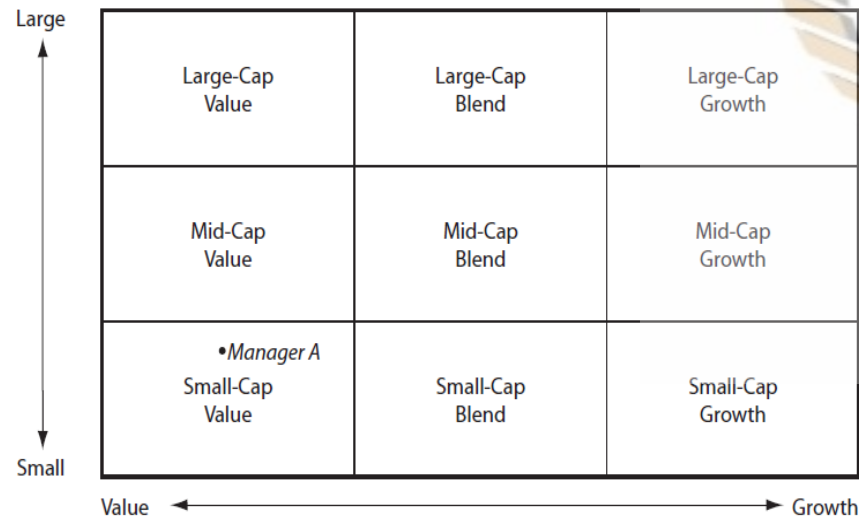 Large
Large-Cap
Value
Large-Cap
Blend
Large-Cap
Growth
Mid-Cap
Value
Mid-Cap
Blend
Mid-Cap
Growth
•Manager A
Small-Cap
Value
Small-Cap
Blend
Small-Cap
Growth
Small
Value
Growth